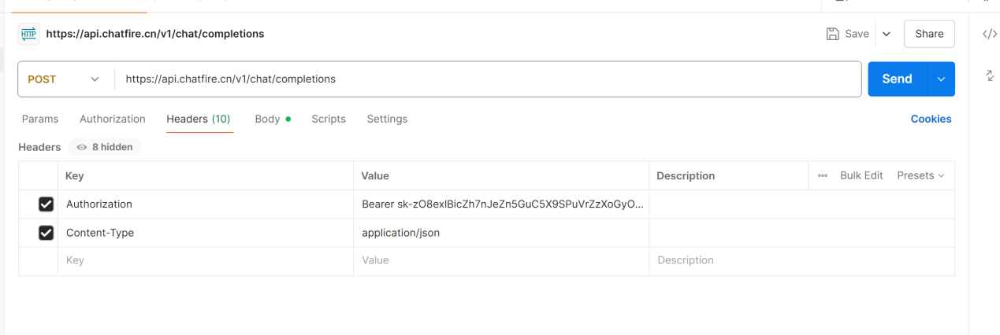 HTTP https://api.chatfire.cn/v1/chat/completions Save Share
POST https://api.chatfire.cn/v1/chat/completions Send
Params Authorization Headers (10) Body Scripts Settings Cookies
Headers 8 hidden
Key Value Description Bulk Edit Presets
Authorization Bearer sk-zO8exlBicZh7nJeZn5GuC5X9SPuVrZzXoGyO...
Content-Type application/json
Key Value Description